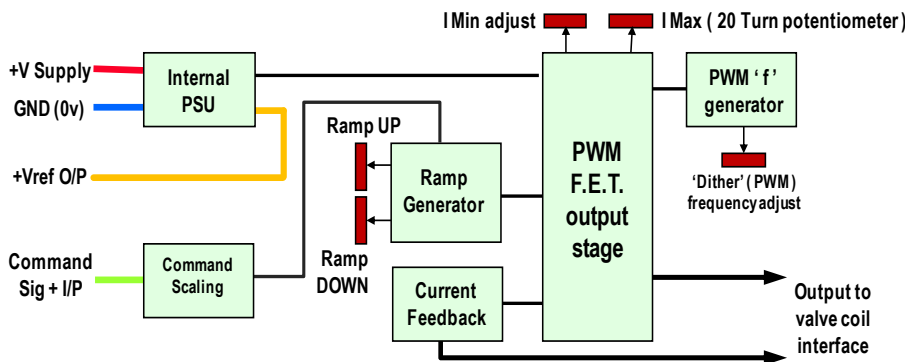 I Min adjust
I Max ( 20 Turn potentiometer)
+V Supply
GND (0v)
+Vref O/P
Internal
PSU
PWM ‘ f ’
generator
Ramp UP
Ramp
Generator
PWM
F.E.T.
output
stage
‘Dither’ ( PWM )
frequency adjust
Command
Sig + I/P
Command
Scaling
Ramp
DOWN
Current
Feedback
Output to
valve coil
interface